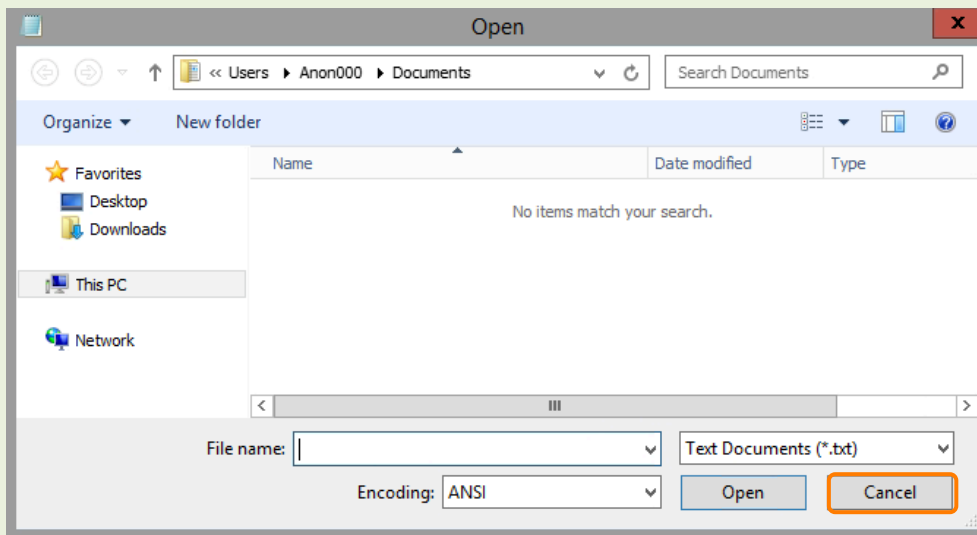 Open
x
« Users Anon000 Documents
Search Documents
Organize
New folder
Name
Date modified
Type
Favorites
Desktop
Downloads
This PC
Network
No items match your search.
File name:
Text Documents (*.txt)
Encoding: ANSI
Open
Cancel